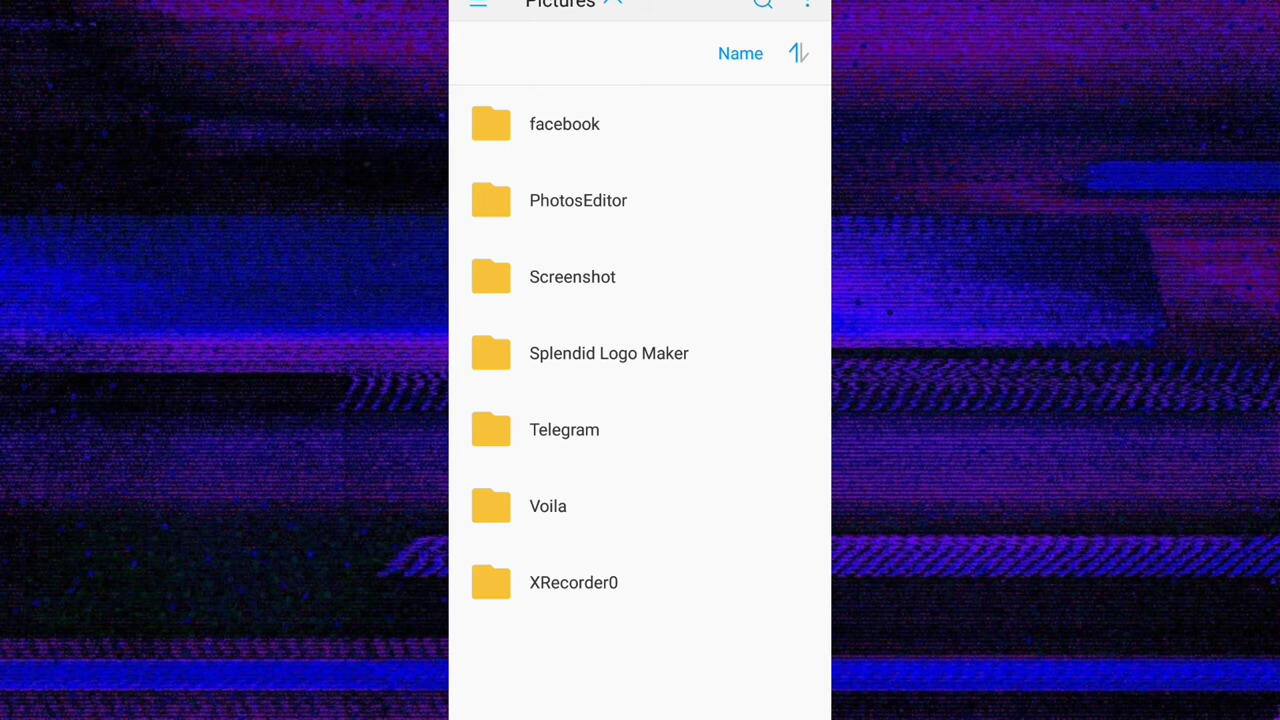 Pictures
Name
facebook
PhotosEditor
Screenshot
Splendid Logo Maker
Telegram
Voila
XRecorder0